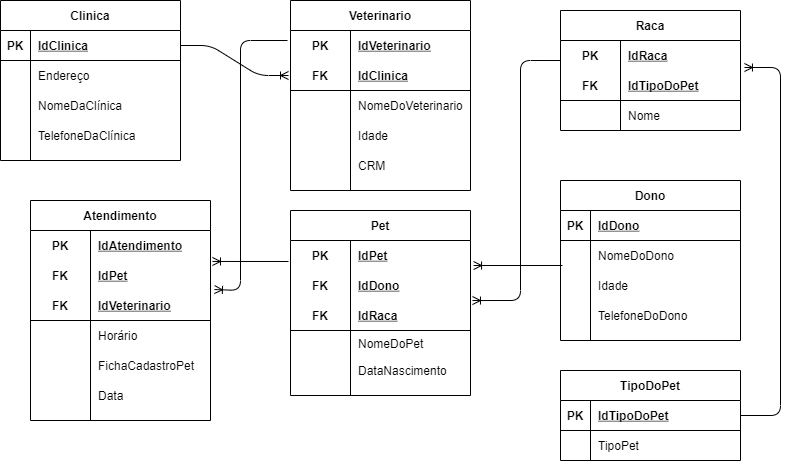 Clinica
PK IdClinica
Endereço
NomeDaClínica
TelefoneDaClínica
Veterinario
PK IdVeterinario
FK IdClinica
NomeDoVeterinario
Idade
CRM
Raca
PK IdRaca
FK IdTipoDoPet
Nome
Atendimento
PK IdAtendimento
FK IdPet
FK IdVeterinario
Horário
FichaCadastroPet
Data
Pet
PK IdPet
FK IdDono
FK IdRaca
NomeDoPet
DataNascimento
Dono
PK IdDono
NomeDoDono
Idade
TelefoneDoDono
TipoDoPet
PK IdTipoDoPet
TipoPet